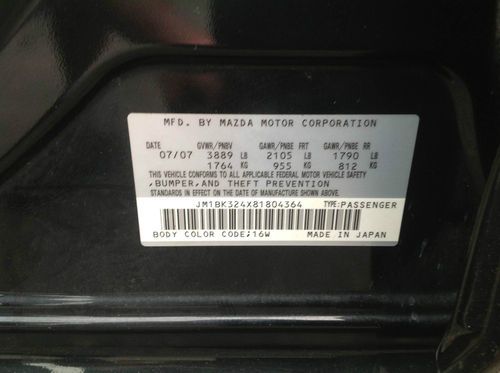 MFD. BY MAZDA MOTOR CORPORATION
DATE GVWR/PNBV GAWR/PNBE FRT GAWR/PNBE RR
07/07 3889 LB 2105 LB 1790 LB
1764 KG 955 KG 812 KG
THIS VEHICLE CONFORMS TO ALL APPLICABLE FEDERAL MOTOR VEHICLE SAFETY
,BUMPER,AND THEFT PREVENTION
STANDARDS IN EFFECT ON THE DATE OF MANUFACTURE SHOWN ABOVE.
JM1BK324X81804364 TYPE:PASSENGER
BODY COLOR CODE;16W MADE IN JAPAN